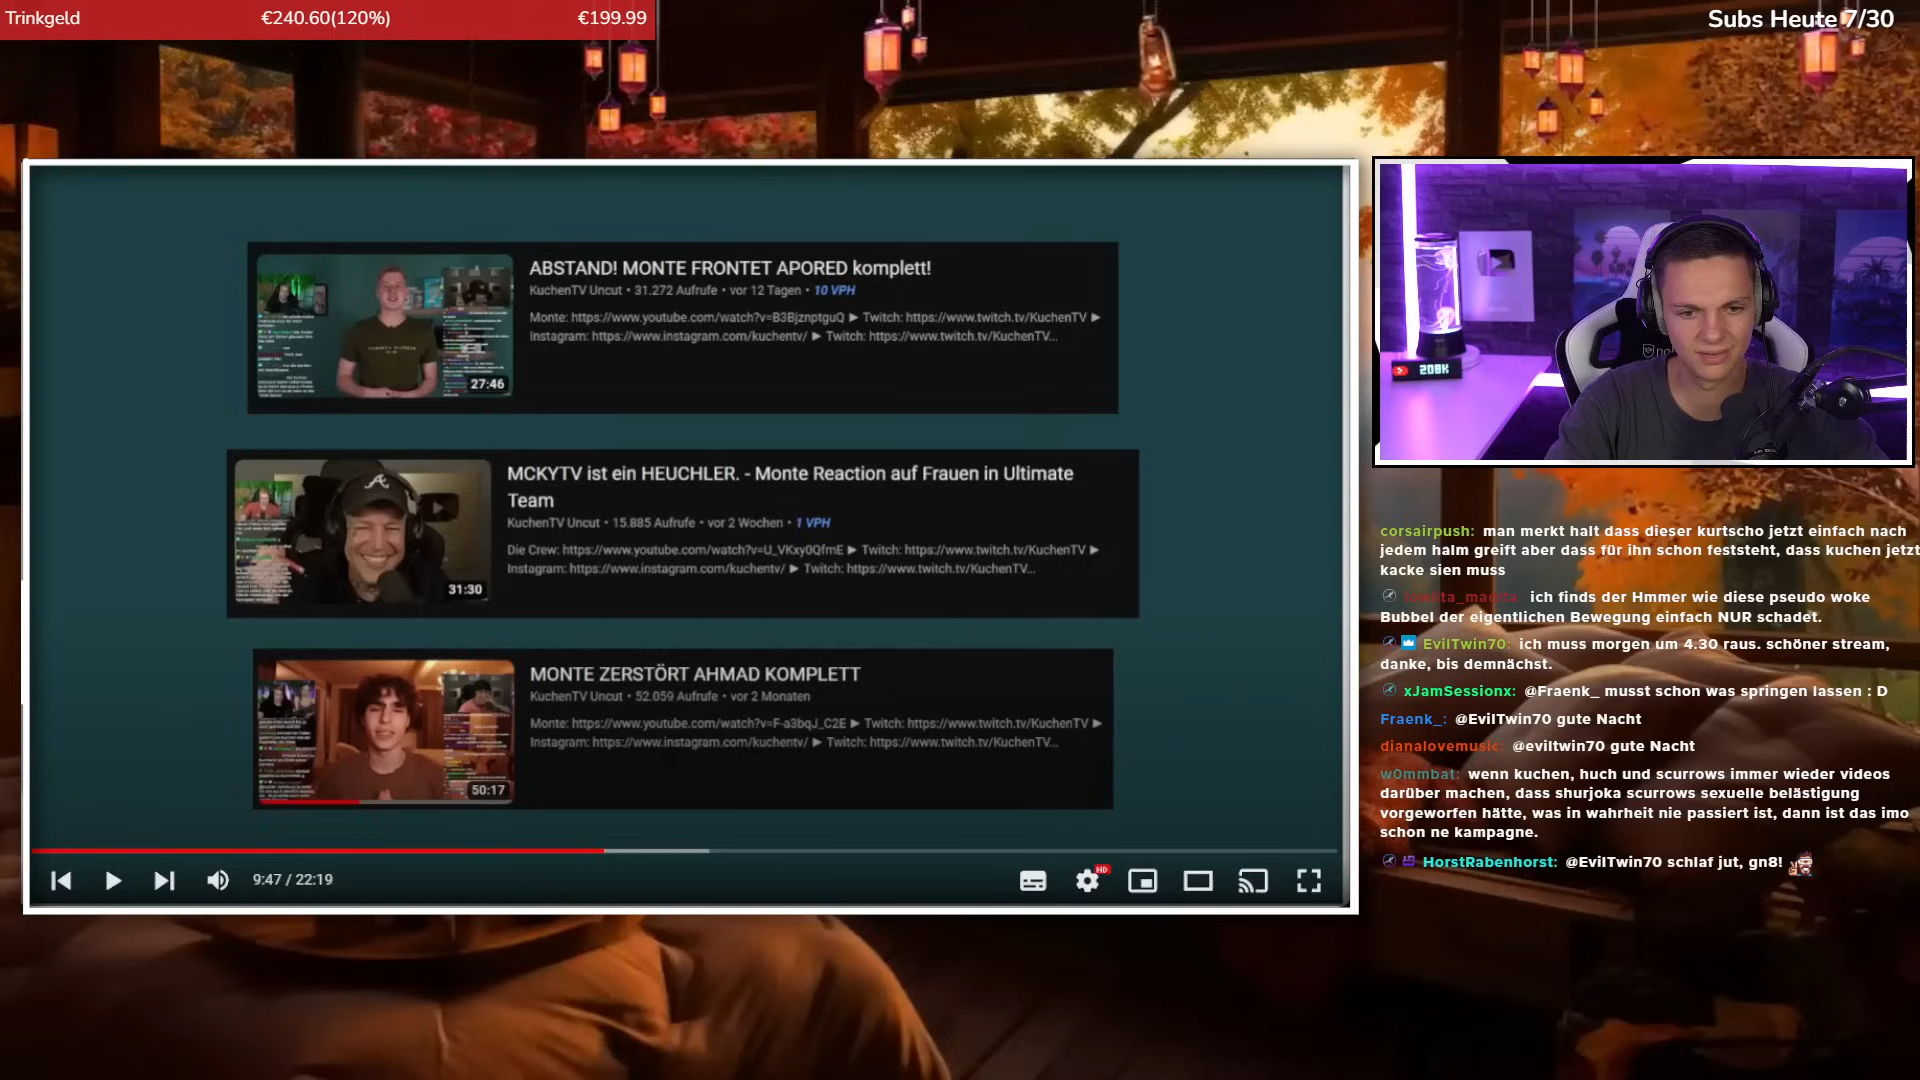 Trinkgeld €240.60(120%) €199.99
Subs Heute 7/30
ABSTAND! MONTE FRONTET APORED komplett!
KuchenTV Uncut • 31.272 Aufrufe • vor 12 Tagen • 10 VPH
Monte: https://www.youtube.com/watch?v=B3BjznptguQ ► Twitch: https://www.twitch.tv/KuchenTV ►
Instagram: https://www.instagram.com/kuchentv/ ► Twitch: https://www.twitch.tv/KuchenTV...
27:46
MCKYTV ist ein HEUCHLER. - Monte Reaction auf Frauen in Ultimate
Team
KuchenTV Uncut • 15.885 Aufrufe • vor 2 Wochen • 1 VPH
Die Crew: https://www.youtube.com/watch?v=U_VKxy0QfmE ► Twitch: https://www.twitch.tv/KuchenTV ►
Instagram: https://www.instagram.com/kuchentv/ ► Twitch: https://www.twitch.tv/KuchenTV...
31:30
MONTE ZERSTÖRT AHMAD KOMPLETT
KuchenTV Uncut • 52.059 Aufrufe • vor 2 Monaten
Monte: https://www.youtube.com/watch?v=F-a3bqJ_C2E ► Twitch: https://www.twitch.tv/KuchenTV ►
Instagram: https://www.instagram.com/kuchentv/ ► Twitch: https://www.twitch.tv/KuchenTV...
50:17
9:47 / 22:19
HD
208K
corsairpush: man merkt halt dass dieser kurtscho jetzt einfach nach
jedem halm greift aber dass für ihn schon feststeht, dass kuchen jetzt
kacke sien muss
ich finds der Hmmer wie diese pseudo woke
Bubbel der eigentlichen Bewegung einfach NUR schadet.
EvilTwin70: ich muss morgen um 4.30 raus. schöner stream,
danke, bis demnächst.
xJamSessionx: @Fraenk_ musst schon was springen lassen : D
Fraenk_: @EvilTwin70 gute Nacht
dianalovemusic: @eviltwin70 gute Nacht
w0mmbat: wenn kuchen, huch und scurrows immer wieder videos
darüber machen, dass shurjoka scurrows sexuelle belästigung
vorgeworfen hätte, was in wahrheit nie passiert ist, dann ist das imo
schon ne kampagne.
HorstRabenhorst: @EvilTwin70 schlaf jut, gn8!